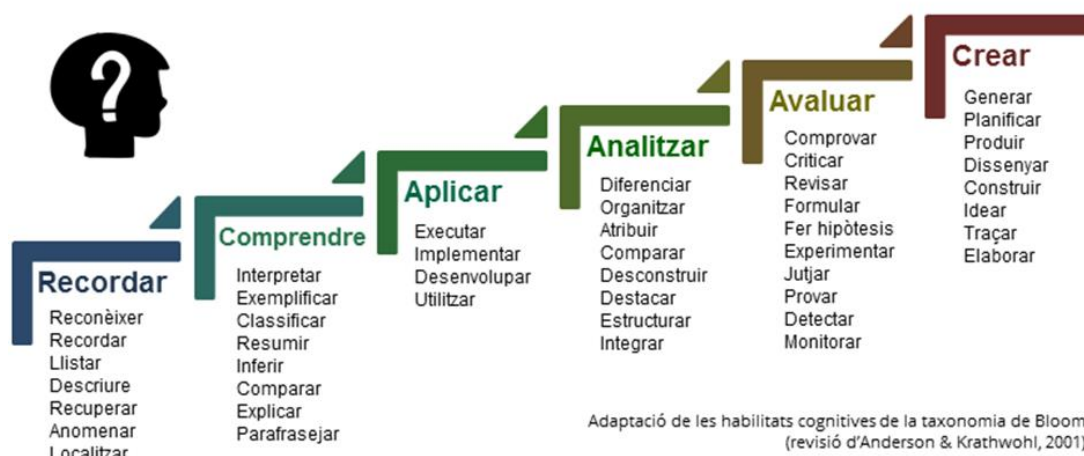 ?
Recordar
Reconèixer
Recordar
Llistar
Descriure
Recuperar
Anomenar
Localitzar
Comprendre
Interpretar
Exemplificar
Classificar
Resumir
Inferir
Comparar
Explicar
Parafrasejar
Aplicar
Executar
Implementar
Desenvolupar
Utilitzar
Analitzar
Diferenciar
Organitzar
Atribuir
Comparar
Desconstruir
Destacar
Estructurar
Integrar
Avaluar
Comprovar
Criticar
Revisar
Formular
Fer hipòtesis
Experimentar
Jutjar
Provar
Detectar
Monitorar
Crear
Generar
Planificar
Produir
Dissenyar
Construir
Idear
Traçar
Elaborar
Adaptació de les habilitats cognitives de la taxonomia de Bloom
(revisió d'Anderson & Krathwohl, 2001)